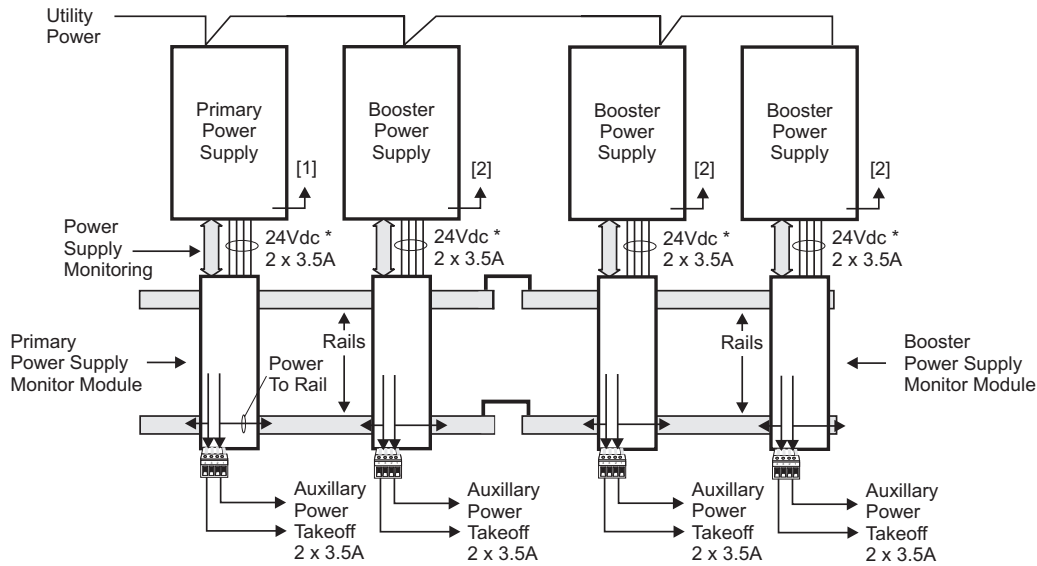 Utility
Power
Primary
Power
Supply
Booster
Power
Supply
Booster
Power
Supply
Booster
Power
Supply
[1]
[2]
[2]
[2]
Power
Supply
Monitoring
24Vdc *
2 x 3.5A
24Vdc *
2 x 3.5A
24Vdc *
2 x 3.5A
24Vdc *
2 x 3.5A
Primary
Power Supply
Monitor Module
Rails
Power
To Rail
Rails
Booster
Power Supply
Monitor Module
Auxillary
Power
Takeoff
2 x 3.5A
Auxillary
Power
Takeoff
2 x 3.5A
Auxillary
Power
Takeoff
2 x 3.5A
Auxillary
Power
Takeoff
2 x 3.5A